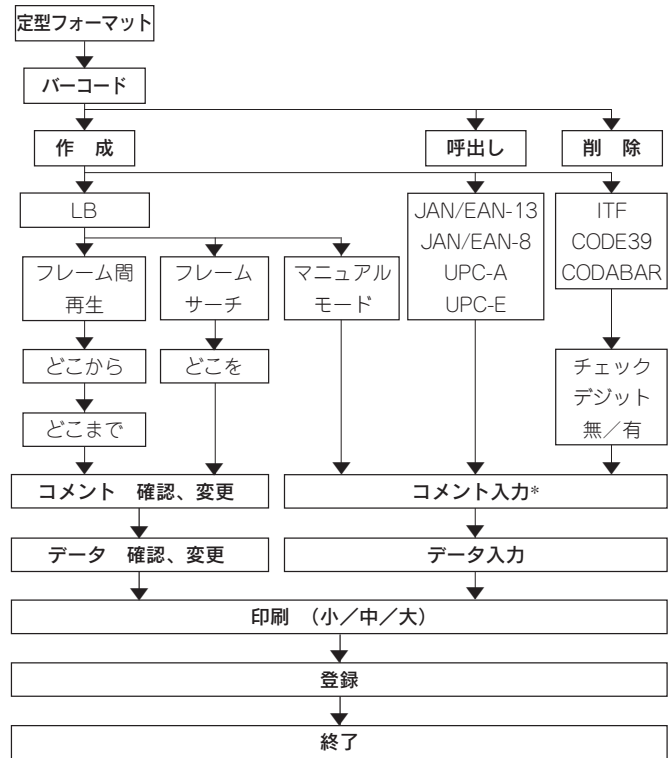 定型フォーマット
バーコード
作　成
呼出し
削　除
LB
JAN/EAN-13
JAN/EAN-8
UPC-A
UPC-E
ITF
CODE39
CODABAR
フレーム間
再生
フレーム
サーチ
マニュアル
モード
どこから
どこを
チェック
デジット
無／有
どこまで
コメント　確認、変更
コメント入力*
データ　確認、変更
データ入力
印刷　（小／中／大）
登録
終了